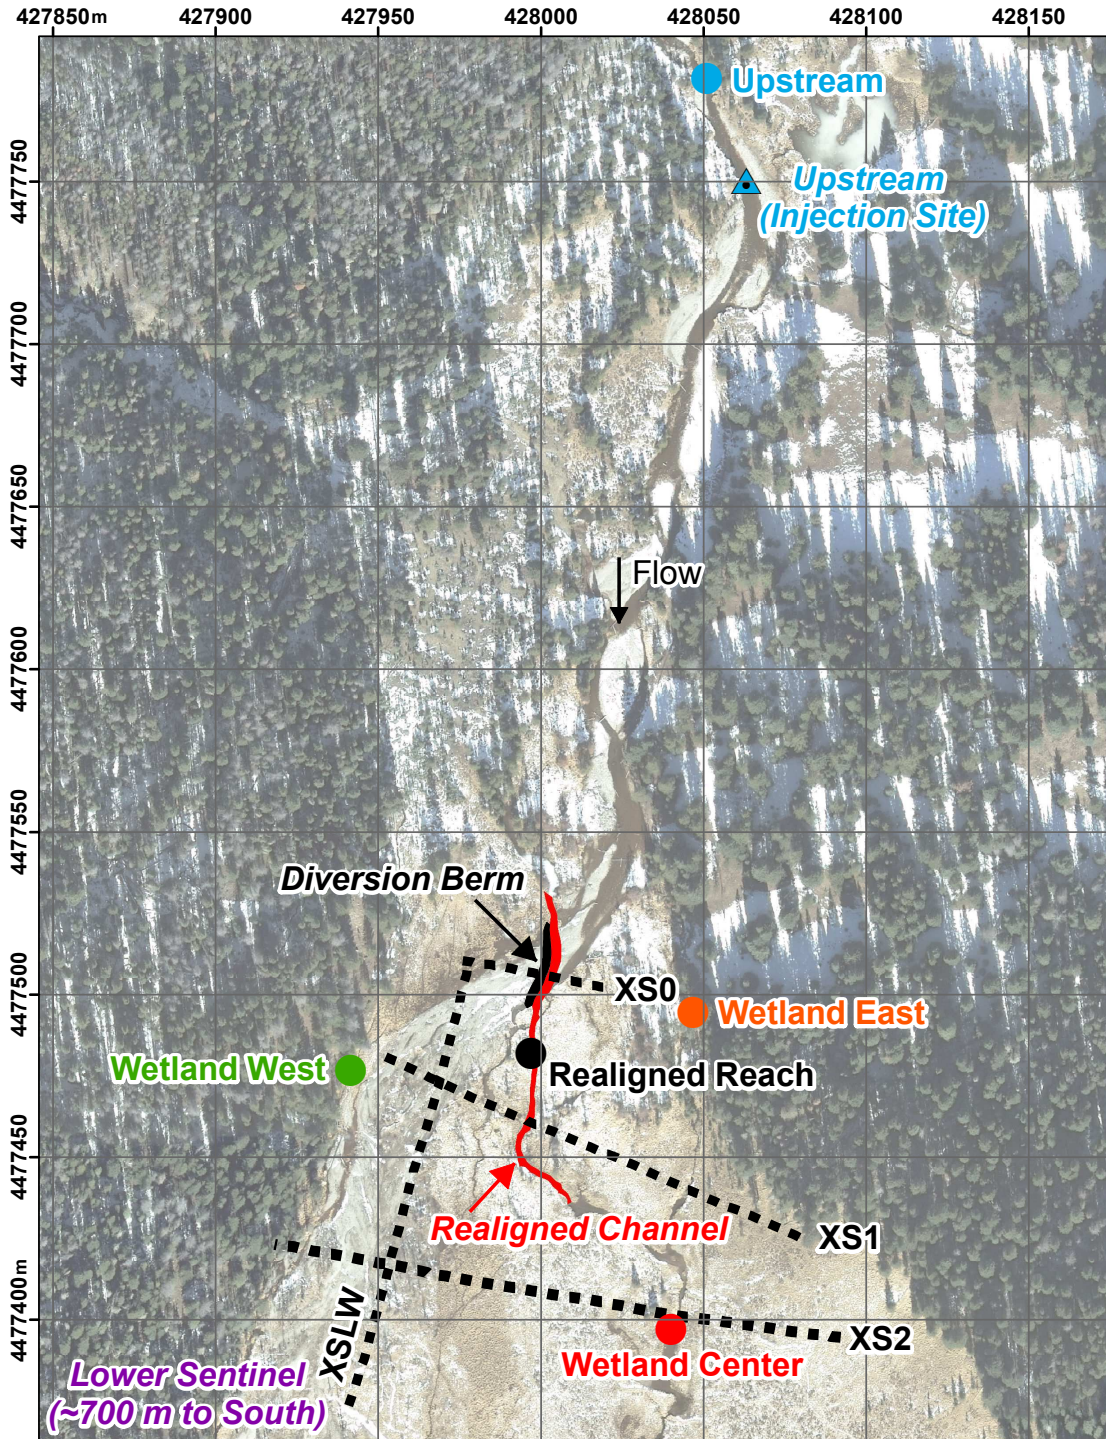 427850m 427900 427950 428000 428050 428100 428150
Upstream
4477750
Upstream
(Injection Site)
4477700
4477650
Flow
4477600
4477550
Diversion Berm
4477500
XS0
Wetland East
Wetland West
Realigned Reach
4477450
Realigned Channel
XS1
4477400m
XSLW
XS2
Wetland Center
Lower Sentinel
(~700 m to South)